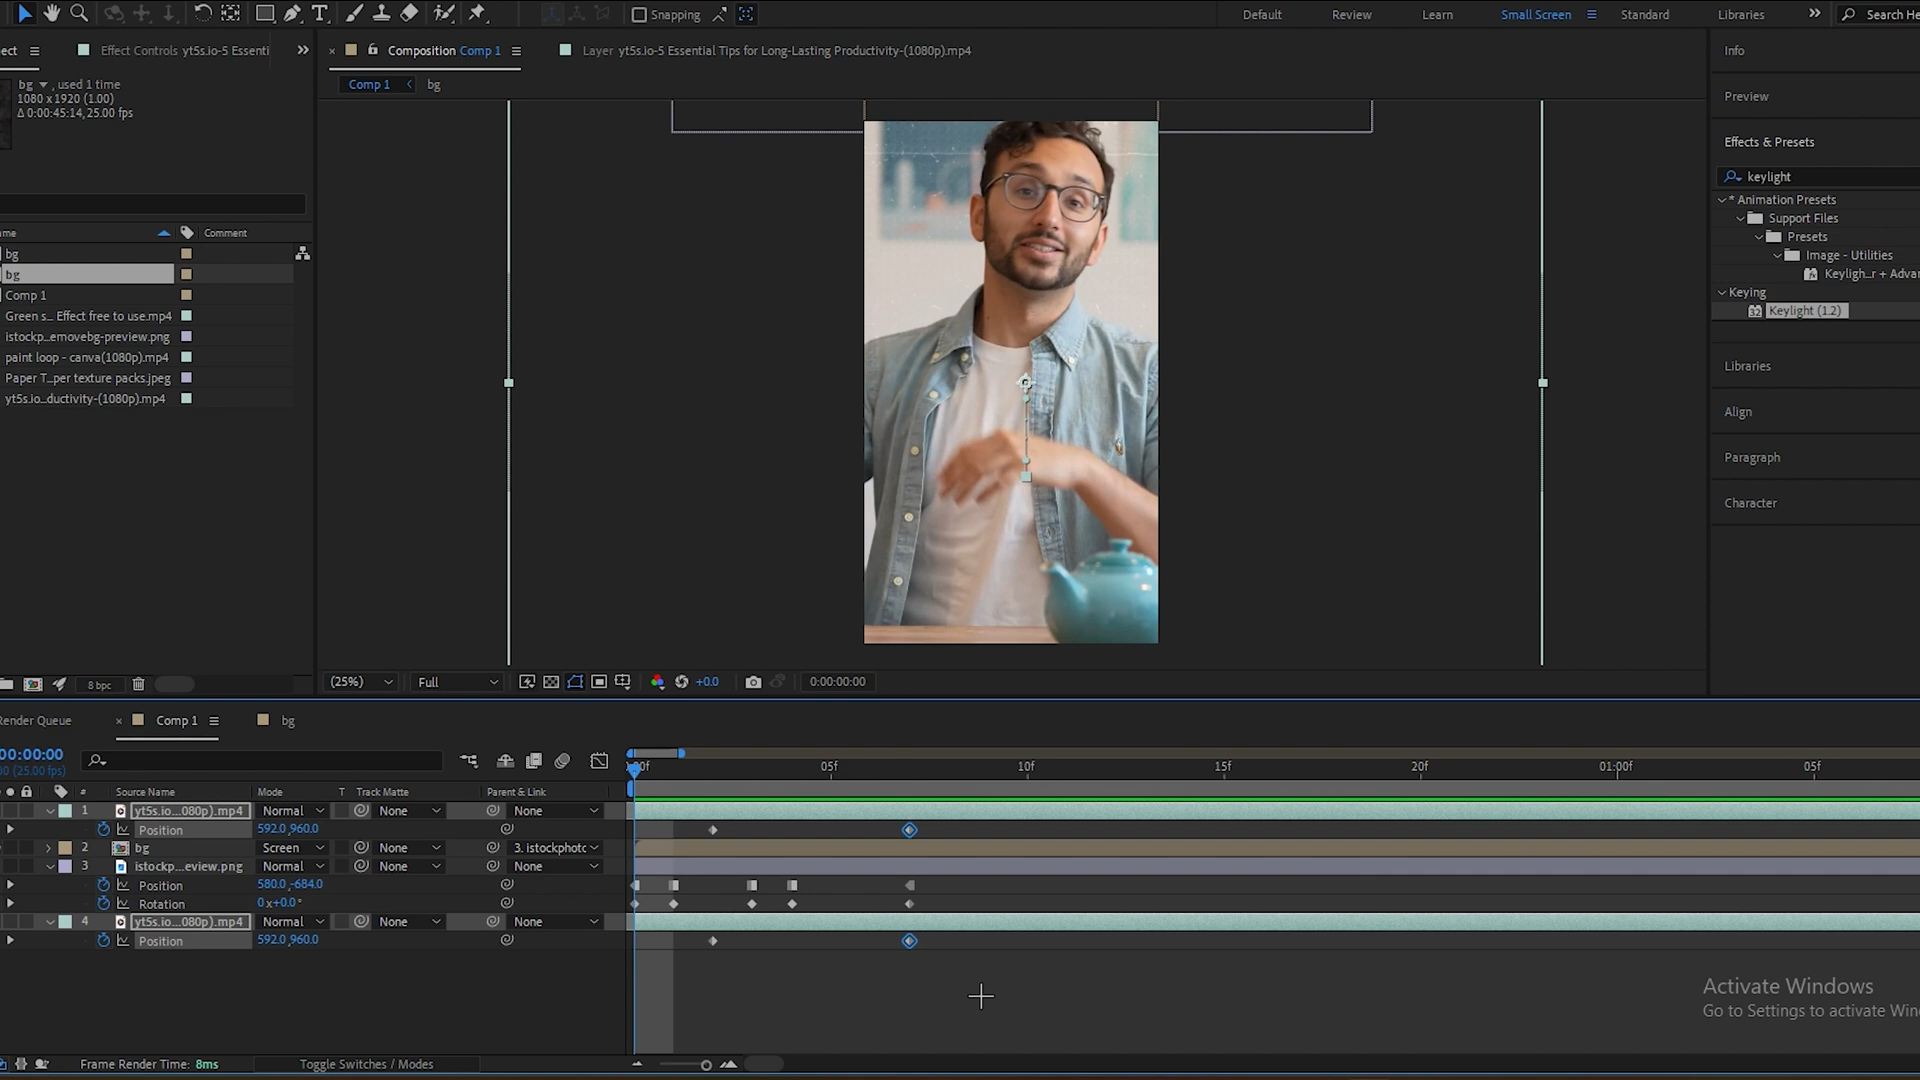 Snapping
Default
Review
Learn
Small Screen
Standard
Libraries
Search He
ect
Effect Controls yt5s.io-5 Essenti
Composition Comp 1
Layer yt5s.io-5 Essential Tips for Long-Lasting Productivity-(1080p).mp4
Info
bg , used 1 time
1080 x 1920 (1.00)
Δ 0:00:45:14, 25.00 fps
Comp 1
bg
Preview
Effects & Presets
keylight
* Animation Presets
Support Files
Presets
Image - Utilities
Keyligh..r + Advan
Keying
Keylight (1.2)
Libraries
Align
Paragraph
Character
me
Comment
bg
bg
Comp 1
Green s... Effect free to use.mp4
istockp...emovebg-preview.png
paint loop - canva(1080p).mp4
Paper T...per texture packs.jpeg
yt5s.io...ductivity-(1080p).mp4
8 bpc
(25%)
Full
+0.0
0:00:00:00
Render Queue
Comp 1
bg
00:00:00
00 (25.00 fps)
:00f
05f
10f
15f
20f
01:00f
05f
#
Source Name
Mode
T
Track Matte
Parent & Link
1
yt5s.io...080p).mp4
Normal
None
None
Position
592.0,960.0
2
bg
Screen
None
3. istockphoto
3
istockp...eview.png
Normal
None
None
Position
580.0,-684.0
Rotation
0x+0.0°
4
yt5s.io...080p).mp4
Normal
None
None
Position
592.0,960.0
Activate Windows
Go to Settings to activate Win
Frame Render Time: 8ms
Toggle Switches / Modes